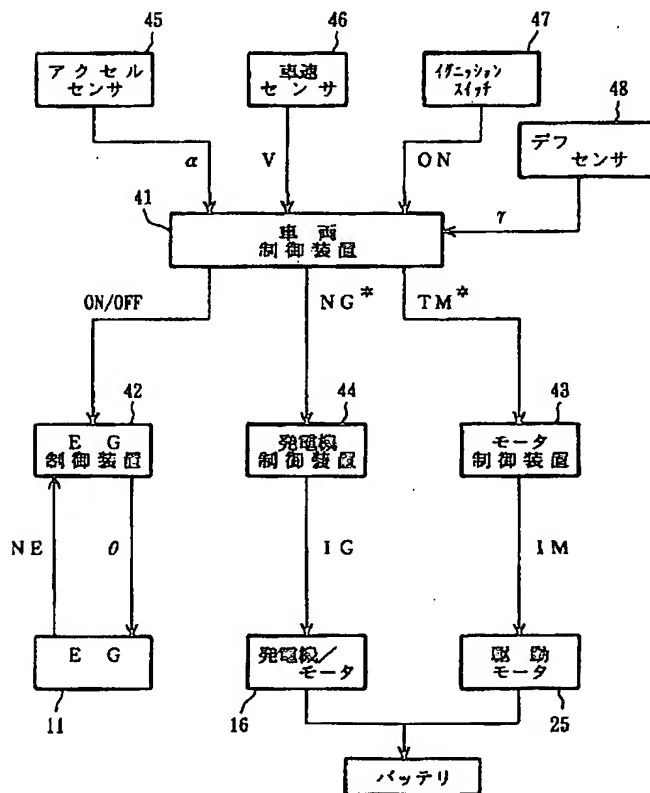 45
46
47
アクセル
センサ
車速
センサ
イグニッション
スイッチ
48
デフ
センサ
α
V
ON
γ
41
車両
制御装置
ON/OFF
NG*
TM*
42
44
43
EG
制御装置
発電機
制御装置
モータ
制御装置
NE
θ
IG
IM
EG
発電機/
モータ
駆動
モータ
11
16
25
バッテリ